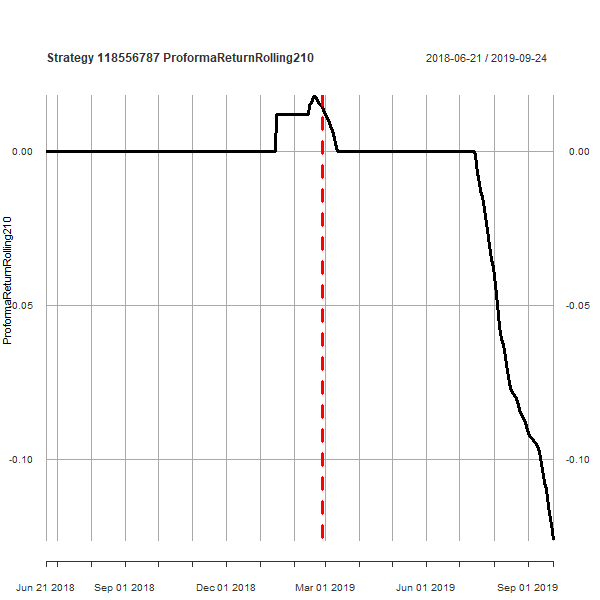 Strategy 118556787 ProformaReturnRolling210
2018-06-21 / 2019-09-24
0.00
0.00
ProformaReturnRolling210
-0.05
-0.05
-0.10
-0.10
Jun 21 2018
Sep 01 2018
Dec 01 2018
Mar 01 2019
Jun 01 2019
Sep 01 2019